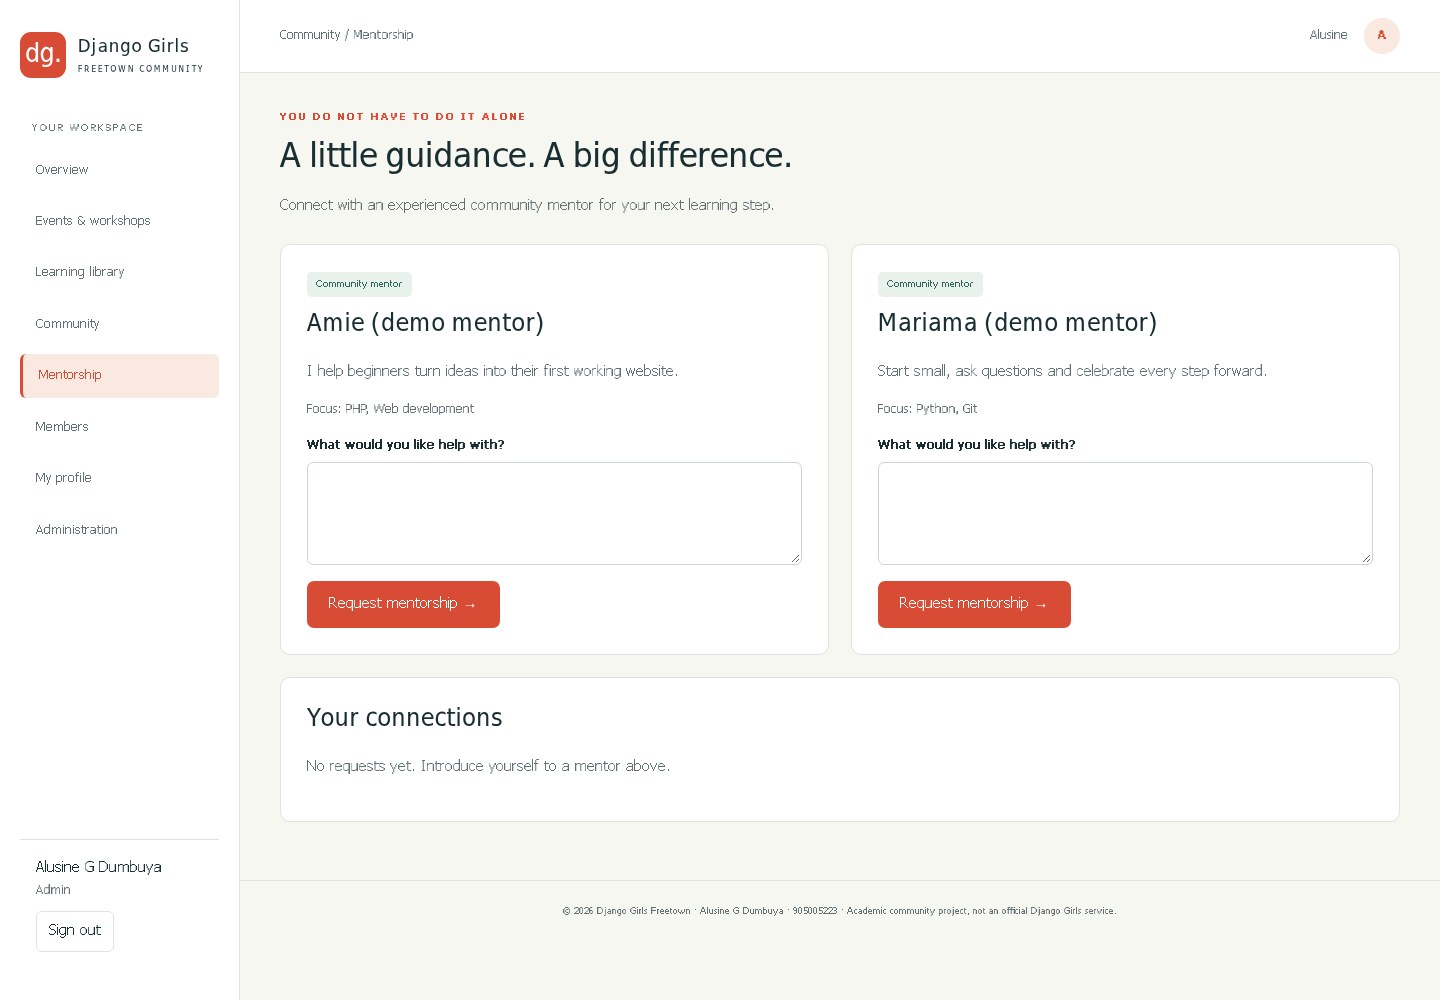 dg.
Django Girls
FREETOWN COMMUNITY
YOUR WORKSPACE
Overview
Events & workshops
Learning library
Community
Mentorship
Members
My profile
Administration
Alusine G Dumbuya
Admin
Sign out
Community / Mentorship
Alusine
A
YOU DO NOT HAVE TO DO IT ALONE
A little guidance. A big difference.
Connect with an experienced community mentor for your next learning step.
Community mentor
Amie (demo mentor)
I help beginners turn ideas into their first working website.
Focus: PHP, Web development
What would you like help with?
Request mentorship →
Community mentor
Mariama (demo mentor)
Start small, ask questions and celebrate every step forward.
Focus: Python, Git
What would you like help with?
Request mentorship →
Your connections
No requests yet. Introduce yourself to a mentor above.
© 2026 Django Girls Freetown · Alusine G Dumbuya · 905005223 · Academic community project, not an official Django Girls service.